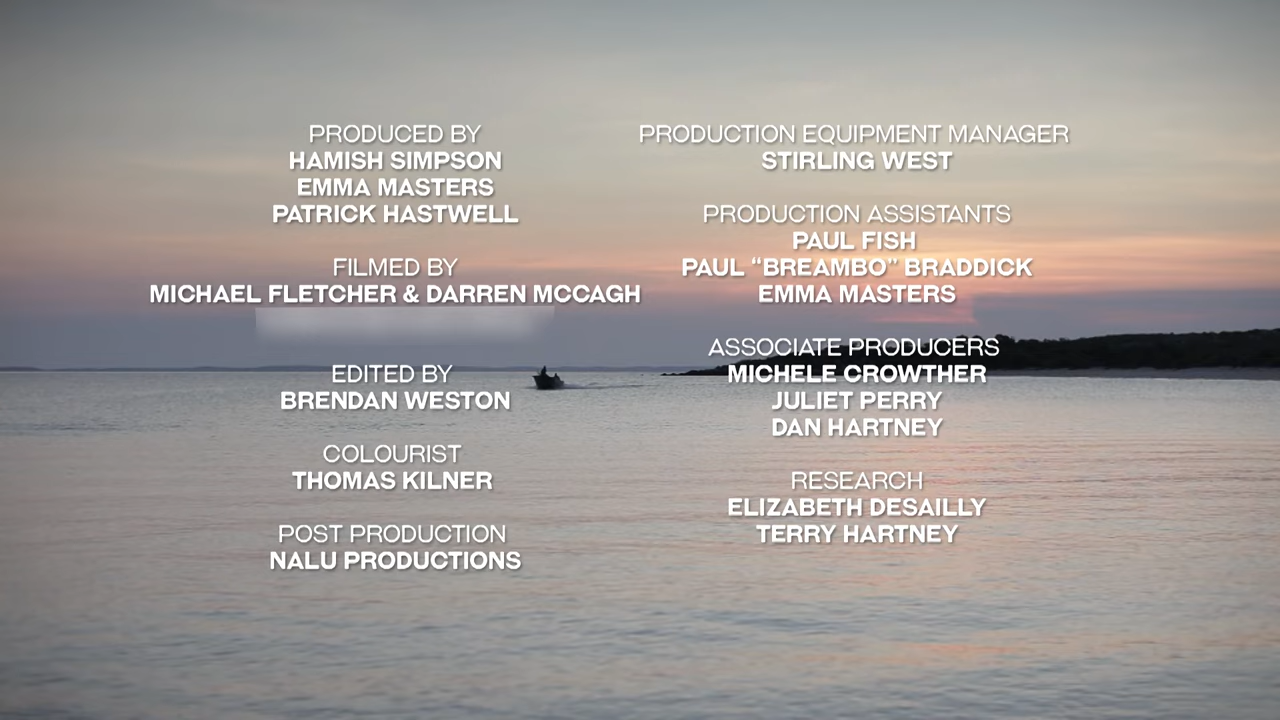 PRODUCED BY
HAMISH SIMPSON
EMMA MASTERS
PATRICK HASTWELL
FILMED BY
MICHAEL FLETCHER & DARREN MCCAGH
EDITED BY
BRENDAN WESTON
COLOURIST
THOMAS KILNER
POST PRODUCTION
NALU PRODUCTIONS
PRODUCTION EQUIPMENT MANAGER
STIRLING WEST
PRODUCTION ASSISTANTS
PAUL FISH
PAUL “BREAMBO” BRADDICK
EMMA MASTERS
ASSOCIATE PRODUCERS
MICHELE CROWTHER
JULIET PERRY
DAN HARTNEY
RESEARCH
ELIZABETH DESAILLY
TERRY HARTNEY